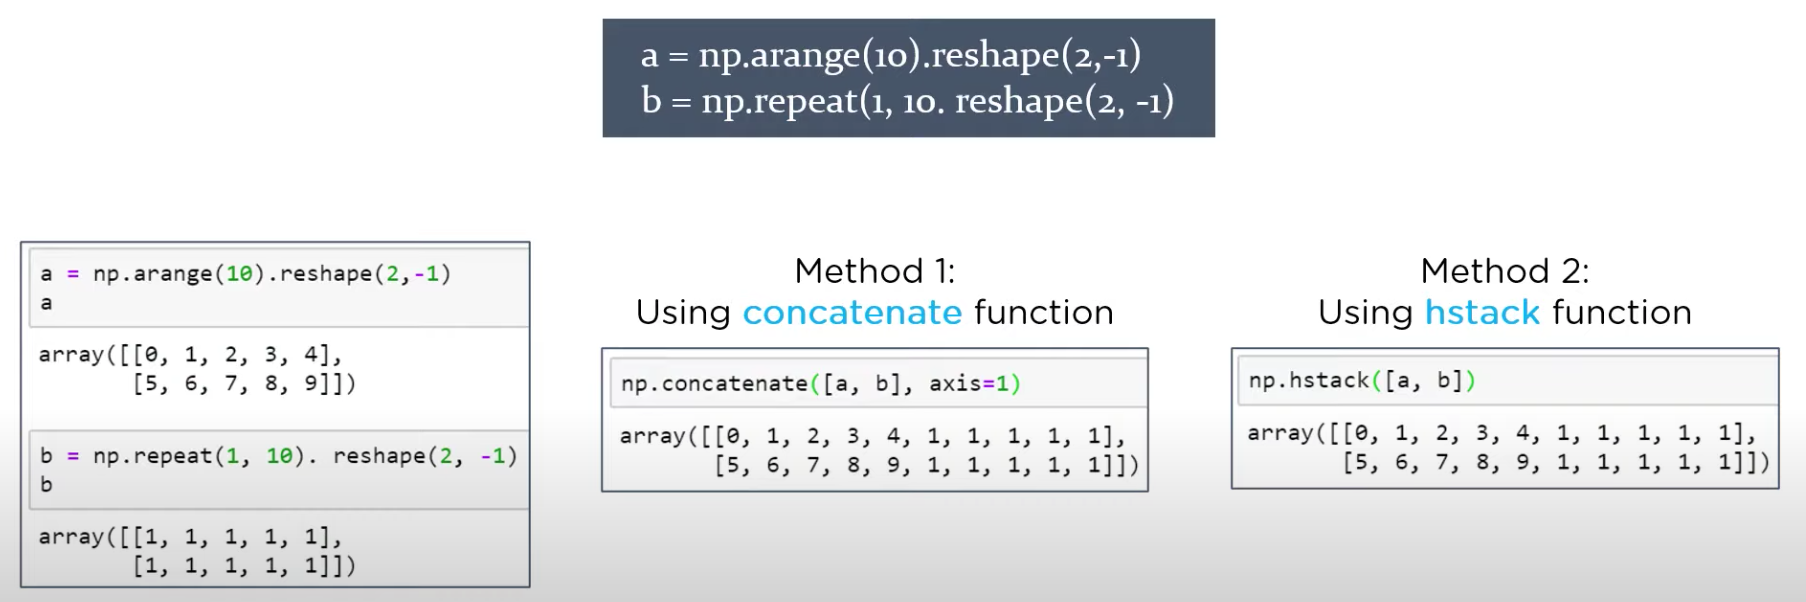 a = np.arange(10).reshape(2,-1)
b = np.repeat(1, 10. reshape(2, -1)
a = np.arange(10).reshape(2,-1)
a
array([[0, 1, 2, 3, 4],
[5, 6, 7, 8, 9]])
b = np.repeat(1, 10). reshape(2, -1)
b
array([[1, 1, 1, 1, 1],
[1, 1, 1, 1, 1]])
Method 1:
Using concatenate function
np.concatenate([a, b], axis=1)
array([[0, 1, 2, 3, 4, 1, 1, 1, 1, 1],
[5, 6, 7, 8, 9, 1, 1, 1, 1, 1]])
Method 2:
Using hstack function
np.hstack([a, b])
array([[0, 1, 2, 3, 4, 1, 1, 1, 1, 1],
[5, 6, 7, 8, 9, 1, 1, 1, 1, 1]])